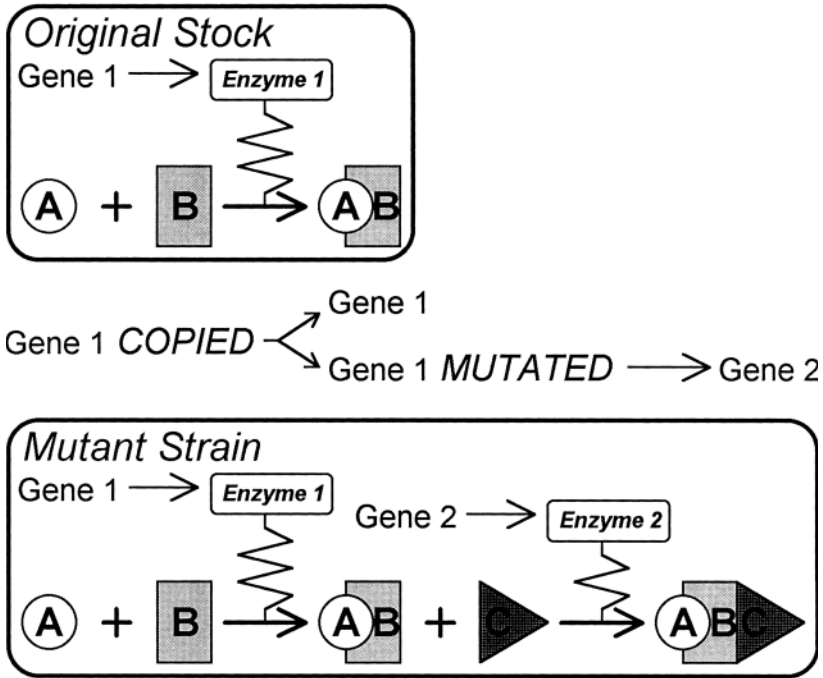 Original Stock
Gene 1 Enzyme 1
A + B A B
Gene 1
Gene 1 COPIED
Gene 1 MUTATED Gene 2
Mutant Strain
Gene 1 Enzyme 1
Gene 2 Enzyme 2
A + B A B + C A B C